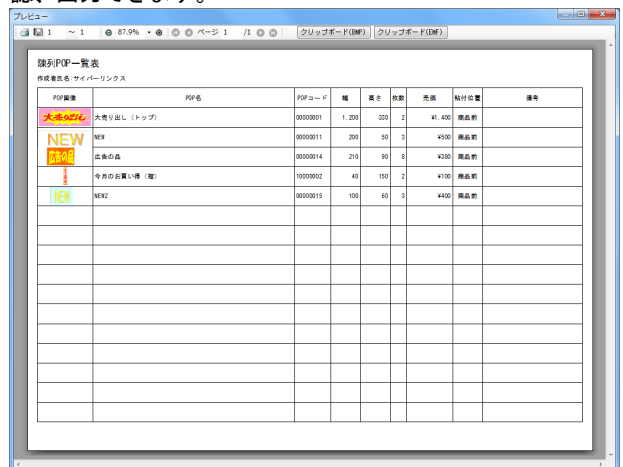 認、出力できます。
プレビュー
1 ～ 1 87.9% ページ 1 /1 クリップボード(BMP) クリップボード(EMF)
陳列POP一覧表
作成者氏名:サイバーリンクス
POP画像 POP名 POPコード 幅 高さ 枚数 売価 貼付位置 備考
大売出し 大売り出し（トップ） 00000001 1,200 330 2 ¥1,400 商品前
NEW NEW 00000011 200 50 3 ¥500 商品前
広告の品 広告の品 00000014 210 90 8 ¥380 商品前
今月のお買い得（縦） 10000002 40 150 2 ¥100 商品前
NEW NEW2 00000015 100 60 3 ¥400 商品前